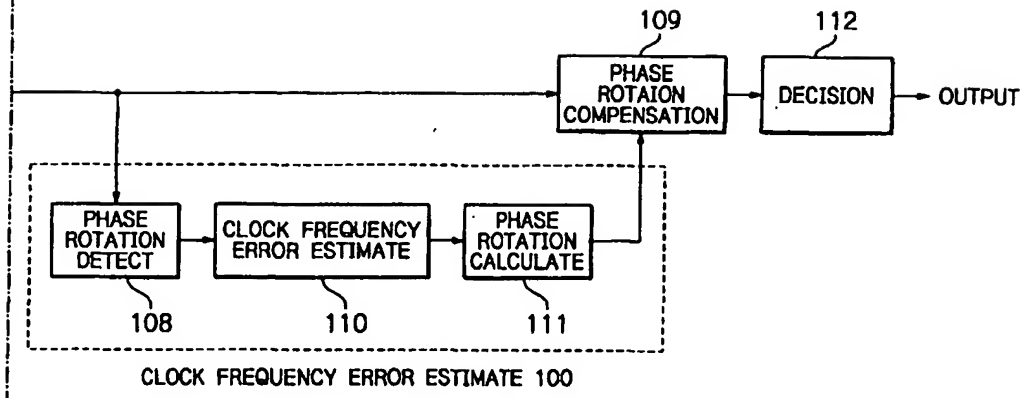 109
112
PHASE
ROTAION
COMPENSATION
DECISION
OUTPUT
PHASE
ROTATION
DETECT
CLOCK FREQUENCY
ERROR ESTIMATE
PHASE
ROTATION
CALCULATE
108
110
111
CLOCK FREQUENCY ERROR ESTIMATE 100